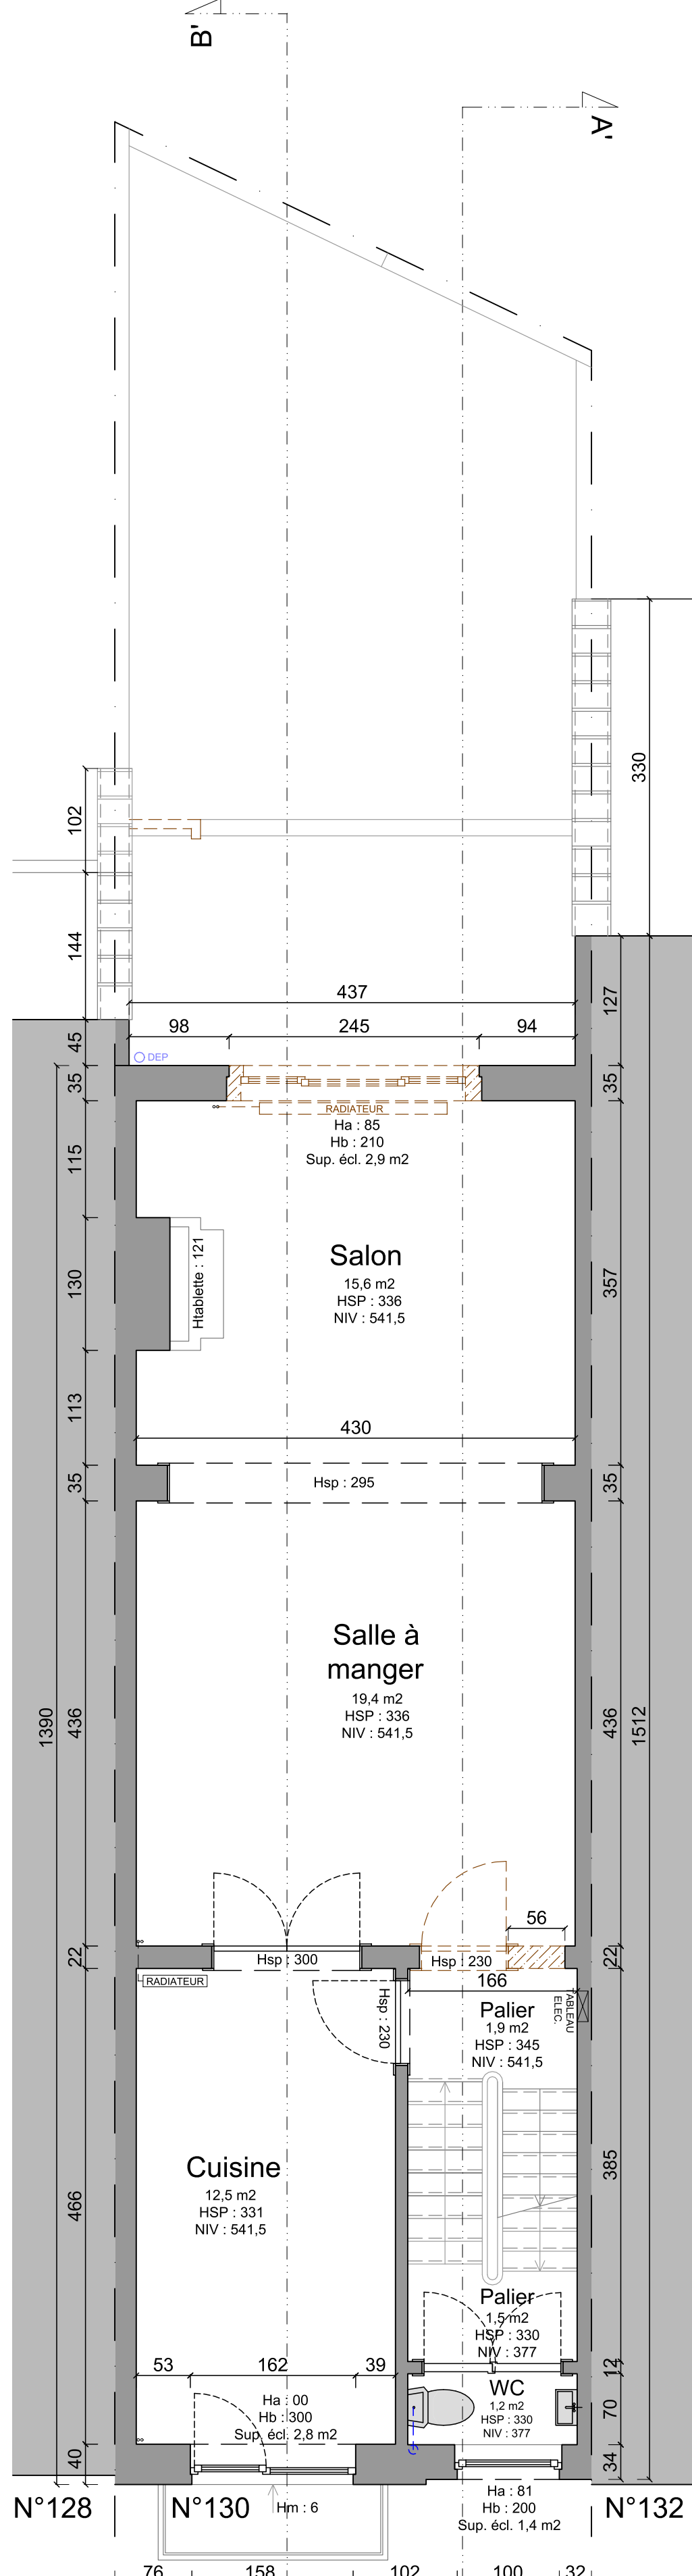 B'
A'
330
102
144
437
127
98
245
94
45
DEP
35
35
RADIATEUR
Ha : 85
Hb : 210
Sup. écl. 2,9 m2
115
Salon
15,6 m2
HSP : 336
NIV : 541,5
Htablette : 121
130
357
113
430
35
Hsp : 295
35
Salle à
manger
19,4 m2
HSP : 336
NIV : 541,5
1390
436
436
1512
56
22
Hsp : 300
Hsp : 230
22
RADIATEUR
166
Hsp : 230
Palier
1,9 m2
HSP : 345
NIV : 541,5
TABLEAU
ELEC.
Cuisine
12,5 m2
HSP : 331
NIV : 541,5
466
385
Palier
1,5 m2
HSP : 330
NIV : 377
53
162
39
12
Ha : 00
Hb : 300
Sup. écl. 2,8 m2
WC
1,2 m2
HSP : 330
NIV : 377
70
40
34
N°128
N°130
Hm : 6
Ha : 81
Hb : 200
Sup. écl. 1,4 m2
N°132
76
158
102
100
32